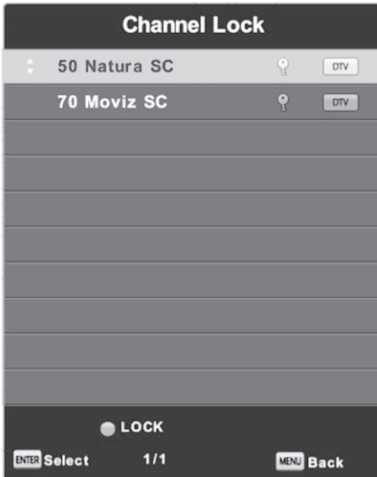 Channel Lock
50 Natura SC DTV
70 Moviz SC DTV
LOCK
ENTER Select 1/1 MENU Back